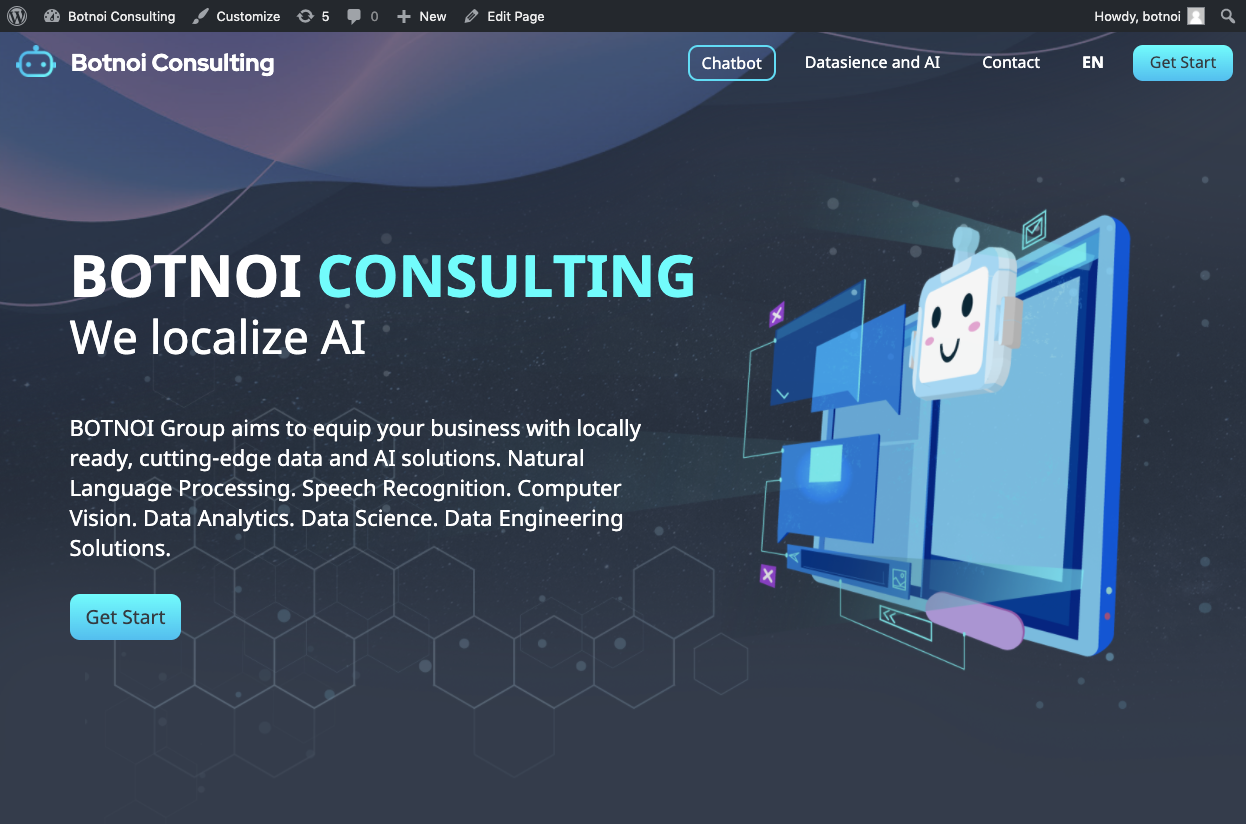 Botnoi Consulting Customize 5 0 New Edit Page Howdy, botnoi
Botnoi Consulting Chatbot Datasience and AI Contact EN Get Start
BOTNOI CONSULTING
We localize AI
BOTNOI Group aims to equip your business with locally
ready, cutting-edge data and AI solutions. Natural
Language Processing. Speech Recognition. Computer
Vision. Data Analytics. Data Science. Data Engineering
Solutions.
Get Start